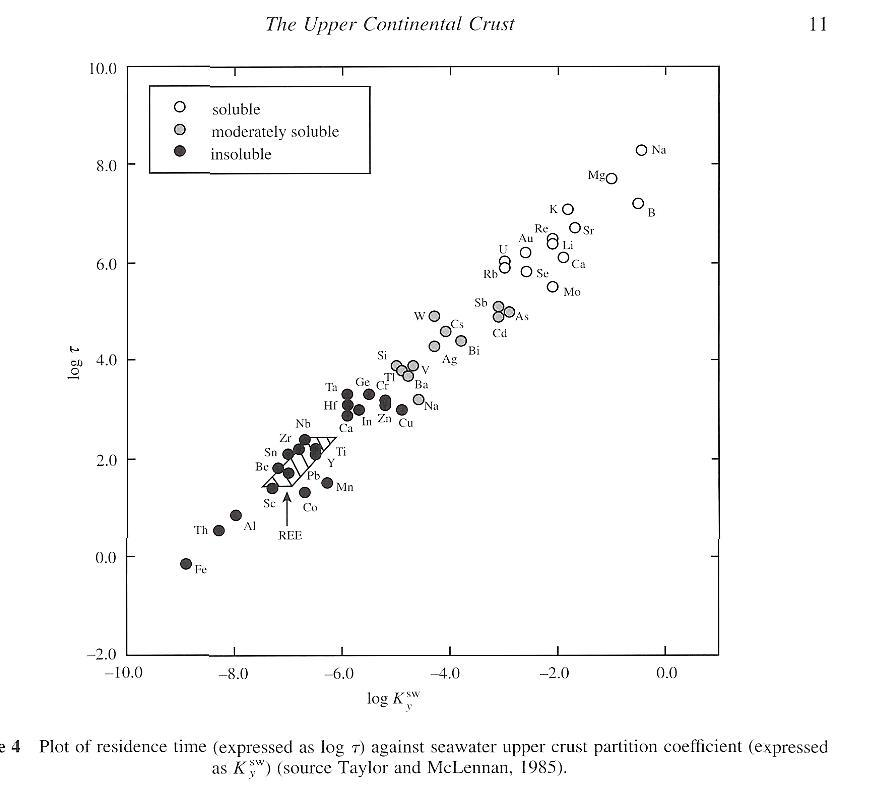 The Upper Continental Crust
11
10.0
soluble
moderately soluble
insoluble
8.0
Na
Mg
K
B
Sr
Re
Au
Li
U
Ca
6.0
Rb
Se
Mo
Sb
W
As
Cs
Cd
log τ
4.0
Si
Ag
Bi
Tl
V
Ge
Cr
Ba
Ta
Hf
Na
In
Zn
Cu
Ca
Nb
Zr
Sn
Ti
2.0
Y
Be
Pb
Mn
Sc
Co
Th
Al
REE
0.0
Fe
–2.0
–10.0 –8.0 –6.0 –4.0 –2.0 0.0
log K sw y
e 4 Plot of residence time (expressed as log τ) against seawater upper crust partition coefficient (expressed
as K sw y) (source Taylor and McLennan, 1985).